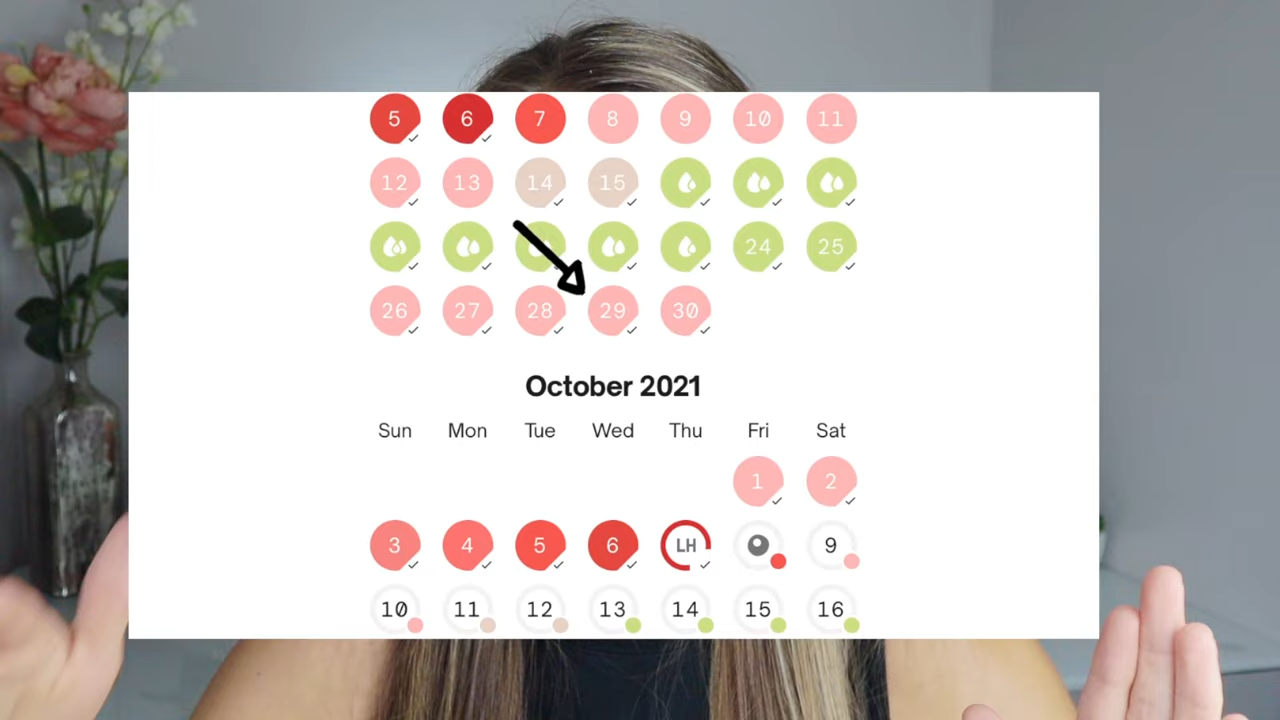 5 6 7 8 9 10 11
12 13 14 15
24 25
26 27 28 29 30
October 2021
Sun Mon Tue Wed Thu Fri Sat
1 2
3 4 5 6 LH 9
10 11 12 13 14 15 16